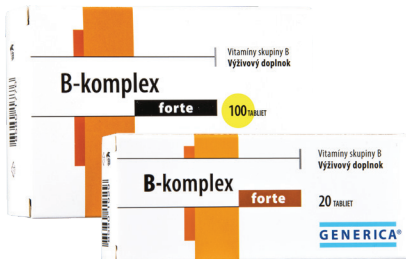 Vitamíny skupiny B
Výživový doplnok
B-komplex
forte
100 TABLIET
Vitamíny skupiny B
Výživový doplnok
B-komplex
forte
20 TABLIET
GENERICA®